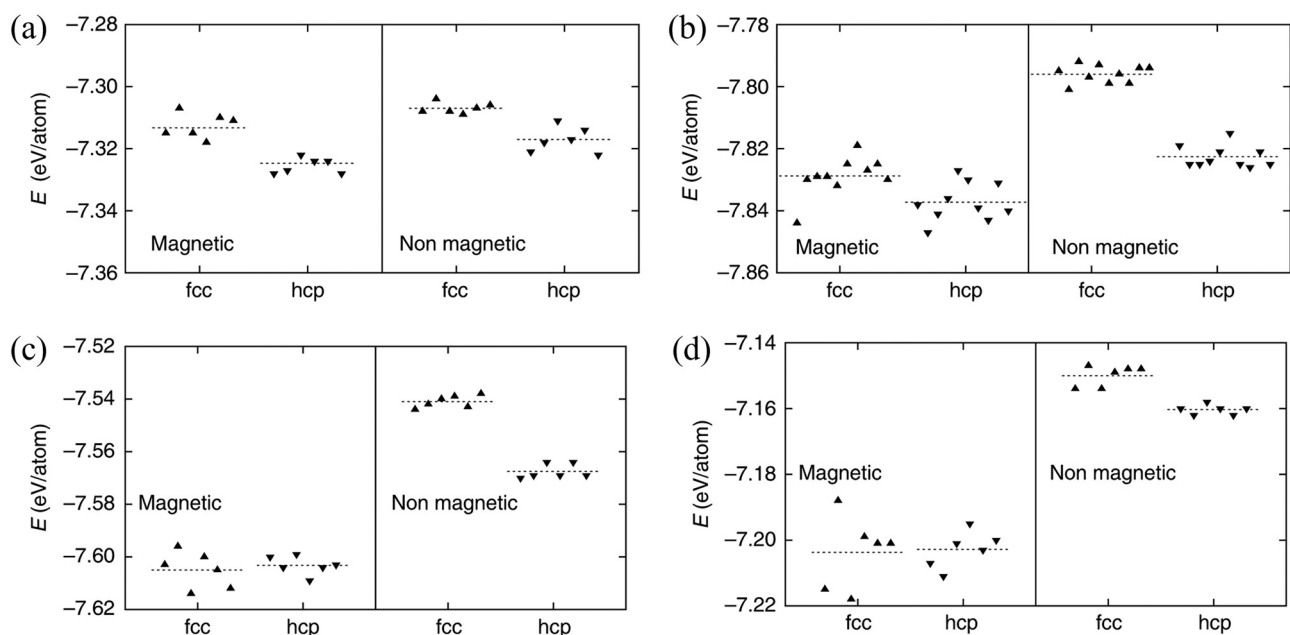 (a)
E (eV/atom)
−7.28
−7.30
−7.32
−7.34
−7.36
Magnetic
Non magnetic
fcc
hcp
fcc
hcp
(b)
E (eV/atom)
−7.78
−7.80
−7.82
−7.84
−7.86
Magnetic
Non magnetic
fcc
hcp
fcc
hcp
(c)
E (eV/atom)
−7.52
−7.54
−7.56
−7.58
−7.60
−7.62
Magnetic
Non magnetic
fcc
hcp
fcc
hcp
(d)
E (eV/atom)
−7.14
−7.16
−7.18
−7.20
−7.22
Magnetic
Non magnetic
fcc
hcp
fcc
hcp